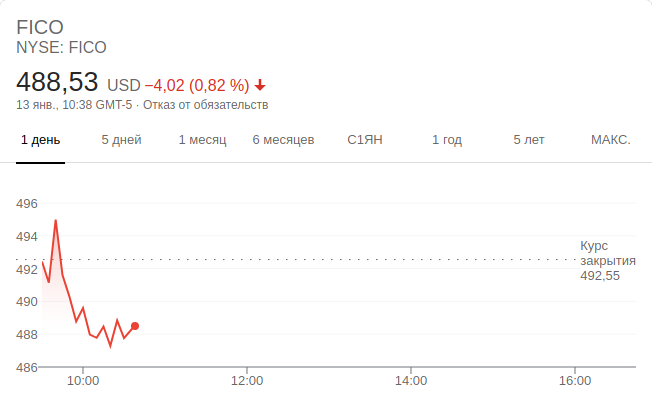 FICO
NYSE: FICO
488,53 USD −4,02 (0,82 %)
13 янв., 10:38 GMT-5 · Отказ от обязательств
1 день 5 дней 1 месяц 6 месяцев С1ЯН 1 год 5 лет МАКС.
496
494
Курс
закрытия
492,55
492
490
488
486
10:00 12:00 14:00 16:00